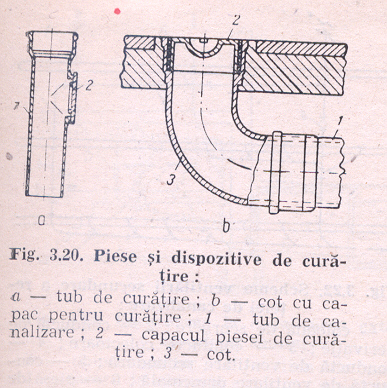 2
1
2
1
3
a
b
Fig. 3.20. Piese și dispozitive de cură-
țire :
a — tub de curățire ; b — cot cu ca-
pac pentru curățire ; 1 — tub de ca-
nalizare ; 2 — capacul piesei de cură-
țire ; 3 — cot.